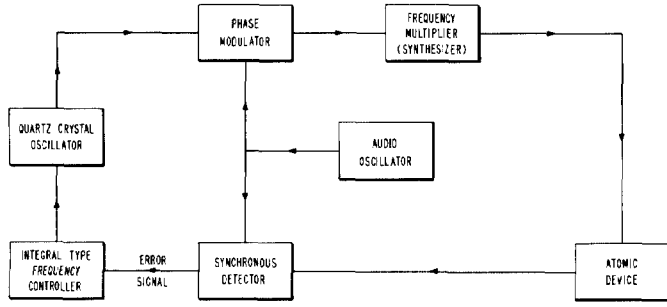 PHASE
MODULATOR
FREQUENCY
MULTIPLIER
(SYNTHESIZER)
QUARTZ CRYSTAL
OSCILLATOR
AUDIO
OSCILLATOR
INTEGRAL TYPE
FREQUENCY
CONTROLLER
ERROR
SIGNAL
SYNCHRONOUS
DETECTOR
ATOMIC
DEVICE